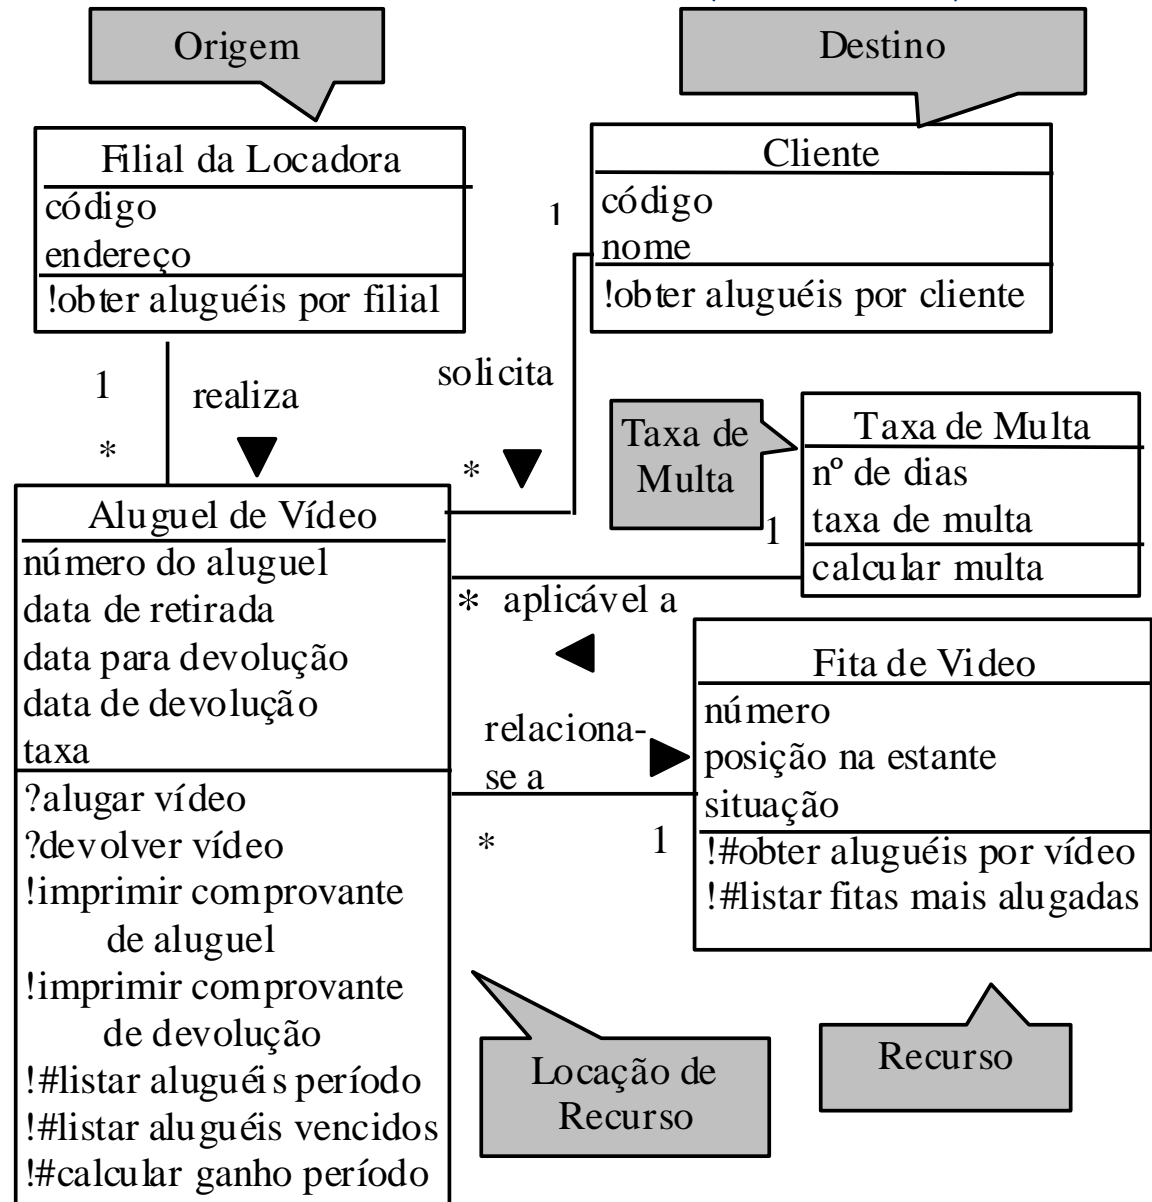 Origem
Destino
Filial da Locadora
código
endereço
!obter aluguéis por filial
Cliente
código
nome
!obter aluguéis por cliente
1
1
realiza
*
solicita
*
Taxa de
Multa
Taxa de Multa
nº de dias
taxa de multa
calcular multa
1
* aplicável a
Aluguel de Vídeo
número do aluguel
data de retirada
data para devolução
data de devolução
taxa
?alugar vídeo
?devolver vídeo
!imprimir comprovante
de aluguel
!imprimir comprovante
de devolução
!#listar aluguéis período
!#listar aluguéis vencidos
!#calcular ganho período
relaciona-
se a
*
1
Fita de Video
número
posição na estante
situação
!#obter aluguéis por vídeo
!#listar fitas mais alugadas
Locação de
Recurso
Recurso